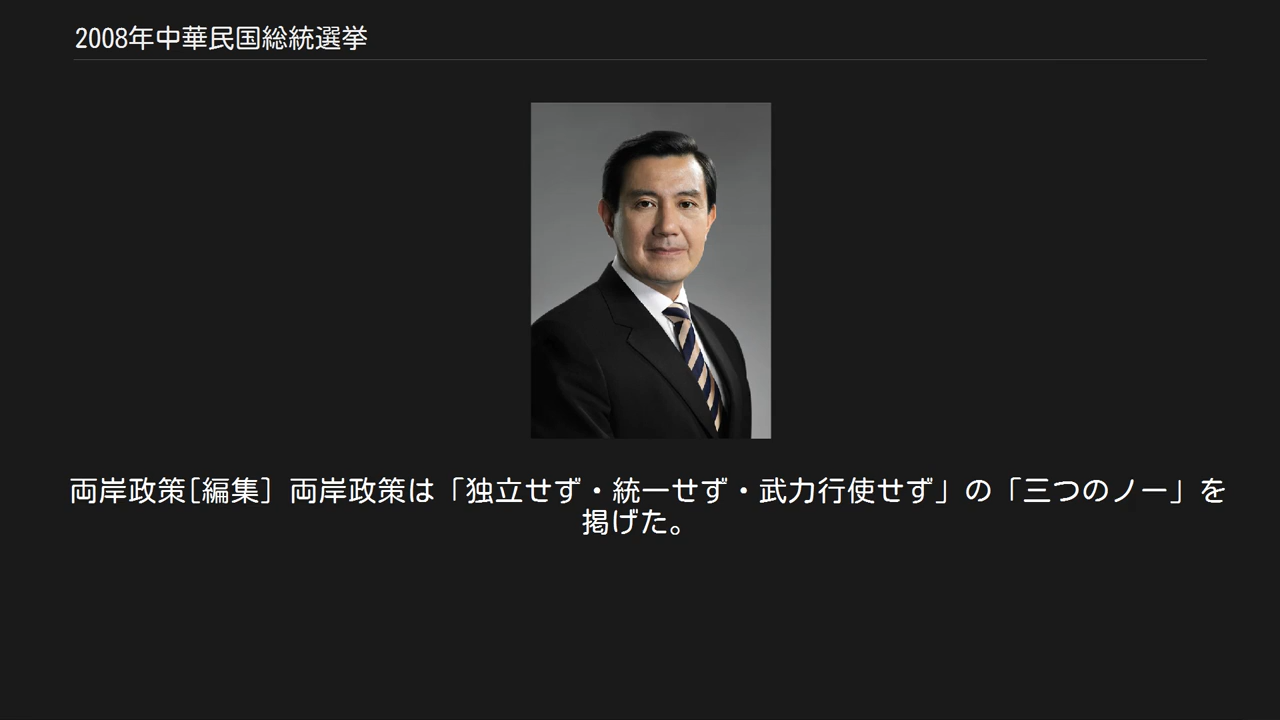 2008年中華民国総統選挙
両岸政策[編集] 両岸政策は「独立せず・統一せず・武力行使せず」の「三つのノー」を
掲げた。